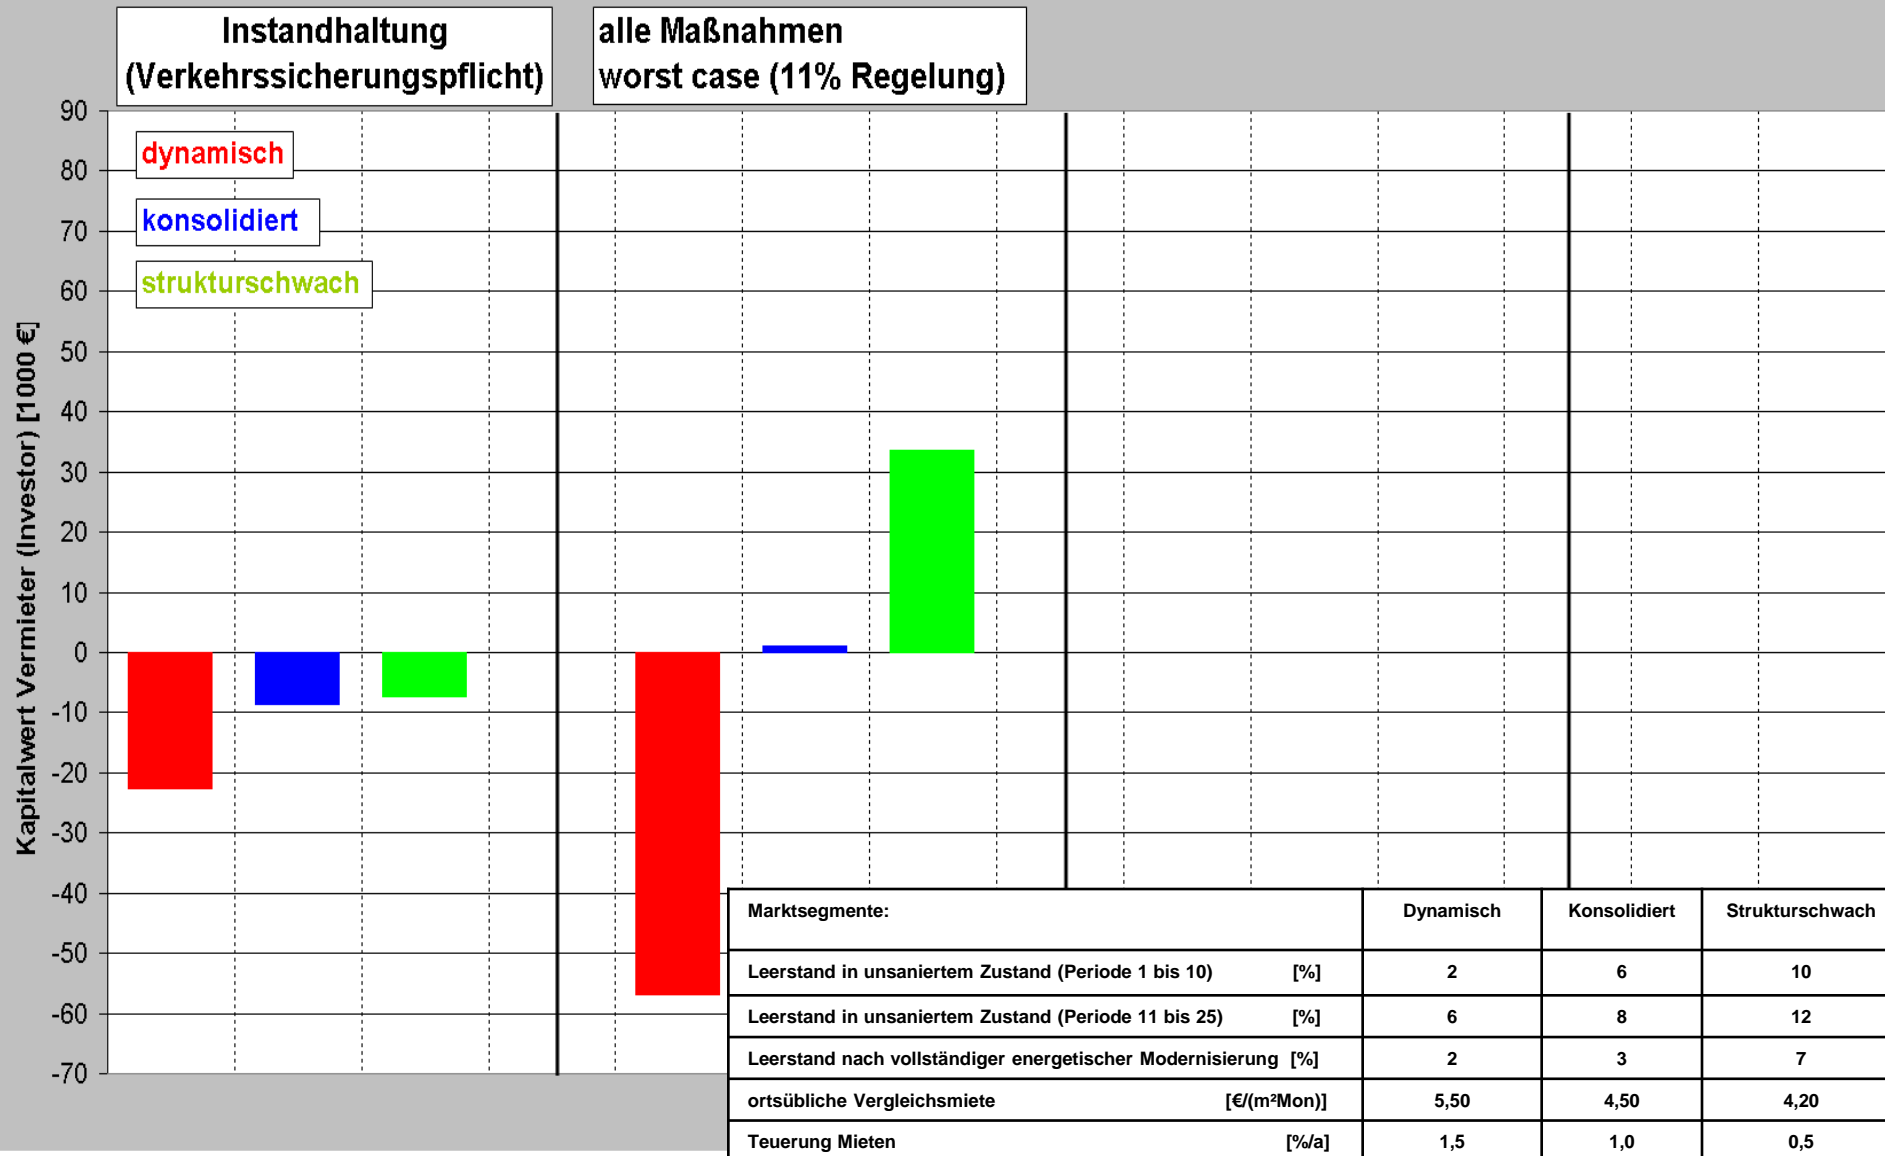 Instandhaltung
(Verkehrssicherungspflicht)
alle Maßnahmen
worst case (11% Regelung)
dynamisch
konsolidiert
strukturschwach
Kapitalwert Vermieter (Investor) [1000 €]
90
80
70
60
50
40
30
20
10
0
-10
-20
-30
-40
-50
-60
-70
Marktsegmente: Dynamisch Konsolidiert Strukturschwach
Leerstand in unsaniertem Zustand (Periode 1 bis 10) [%] 2 6 10
Leerstand in unsaniertem Zustand (Periode 11 bis 25) [%] 6 8 12
Leerstand nach vollständiger energetischer Modernisierung [%] 2 3 7
ortsübliche Vergleichsmiete [€/(m²Mon)] 5,50 4,50 4,20
Teuerung Mieten [%/a] 1,5 1,0 0,5